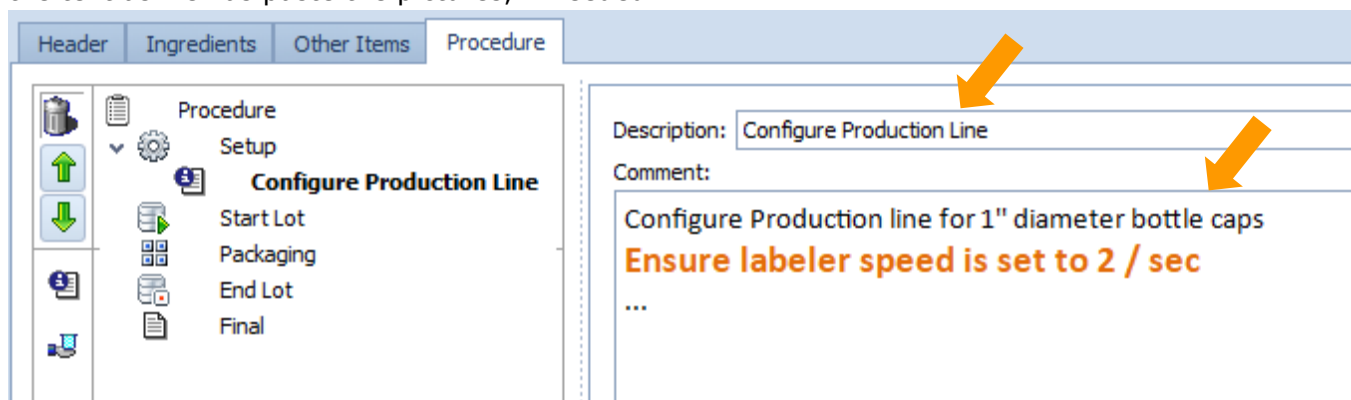 Header Ingredients Other Items Procedure
Procedure
Setup
Configure Production Line
Start Lot
Packaging
End Lot
Final
Description: Configure Production Line
Comment:
Configure Production line for 1" diameter bottle caps
Ensure labeler speed is set to 2 / sec
...